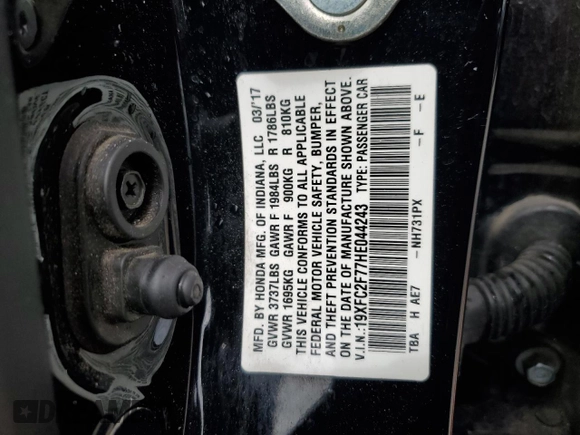 MFD. BY HONDA MFG. OF INDIANA, LLC 03/'17
GVWR 3737LBS GAWR F 1984LBS R 1786LBS
GVWR 1695KG GAWR F 900KG R 810KG
THIS VEHICLE CONFORMS TO ALL APPLICABLE
FEDERAL MOTOR VEHICLE SAFETY, BUMPER,
AND THEFT PREVENTION STANDARDS IN EFFECT
ON THE DATE OF MANUFACTURE SHOWN ABOVE.
V.I.N.:19XFC2F77HE044243 TYPE: PASSENGER CAR
TBA H AE7 -NH731PX -F -E